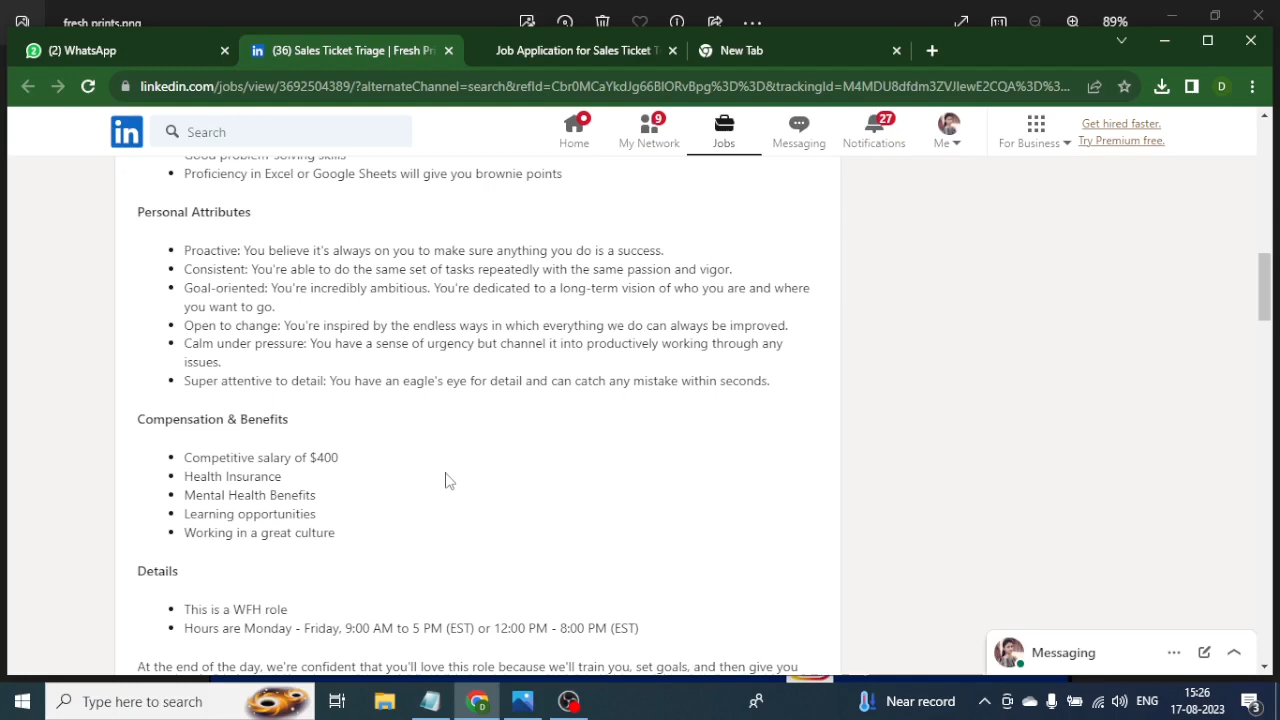 fresh prints.png
89%
(2) WhatsApp
(36) Sales Ticket Triage | Fresh Pri
Job Application for Sales Ticket T
New Tab
linkedin.com/jobs/view/3692504389/?alternateChannel=search&refId=Cbr0MCaYkdJg66BlORvBpg%3D%3D&trackingId=M4MDU8dfdm3ZVJIewE2CQA%3D%3D...
D
in
Search
Home
9
My Network
Jobs
Messaging
27
Notifications
Me
For Business
Get hired faster.
Try Premium free.
Good problem-solving skills
Proficiency in Excel or Google Sheets will give you brownie points
Personal Attributes
Proactive: You believe it's always on you to make sure anything you do is a success.
Consistent: You're able to do the same set of tasks repeatedly with the same passion and vigor.
Goal-oriented: You're incredibly ambitious. You're dedicated to a long-term vision of who you are and where
you want to go.
Open to change: You're inspired by the endless ways in which everything we do can always be improved.
Calm under pressure: You have a sense of urgency but channel it into productively working through any
issues.
Super attentive to detail: You have an eagle's eye for detail and can catch any mistake within seconds.
Compensation & Benefits
Competitive salary of $400
Health Insurance
Mental Health Benefits
Learning opportunities
Working in a great culture
Details
This is a WFH role
Hours are Monday - Friday, 9:00 AM to 5 PM (EST) or 12:00 PM - 8:00 PM (EST)
At the end of the day, we're confident that you'll love this role because we'll train you, set goals, and then give you
Messaging
Type here to search
Near record
ENG
15:26
17-08-2023
3